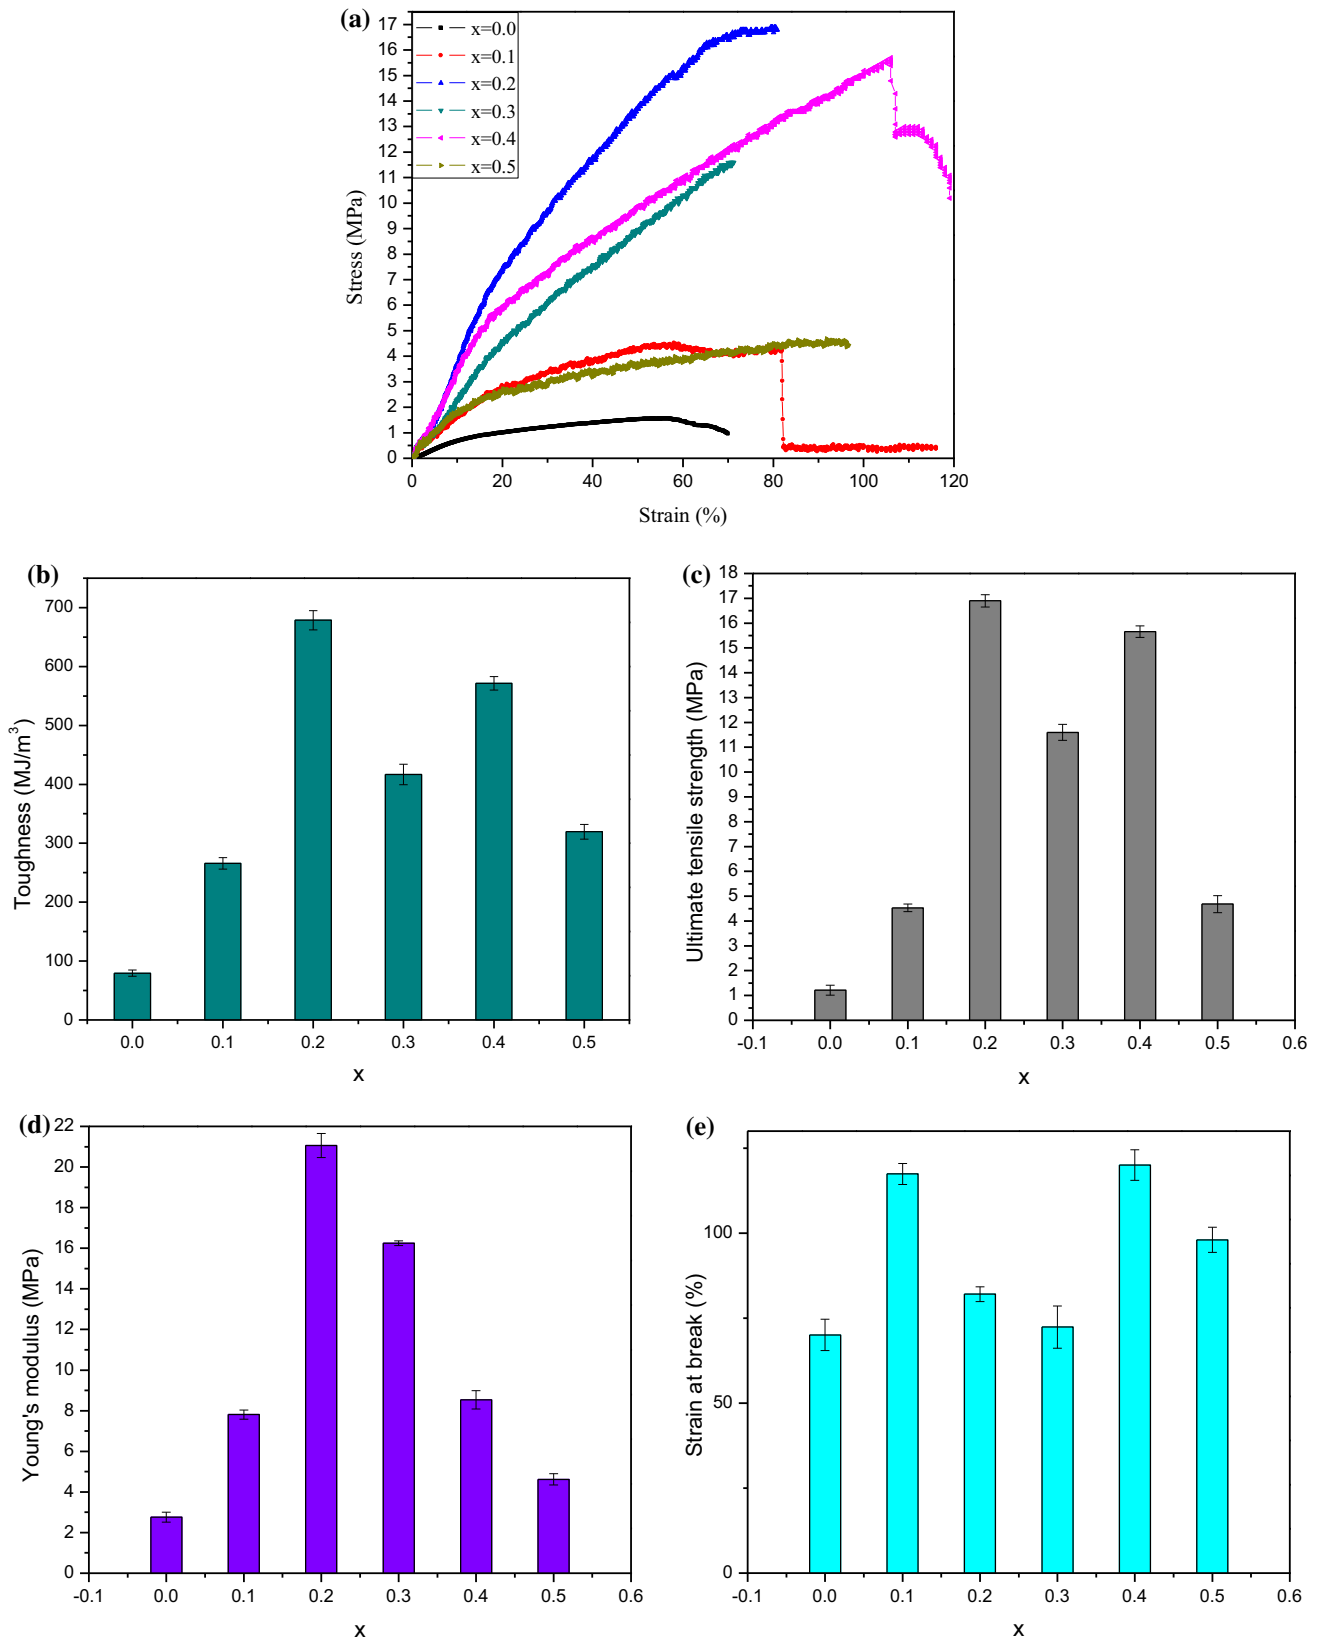 (a)
x=0.0
x=0.1
x=0.2
x=0.3
x=0.4
x=0.5
17
16
15
14
13
12
11
10
9
8
7
6
5
4
3
2
1
0
Stress (MPa)
0 20 40 60 80 100 120
Strain (%)
(b)
700
600
500
400
300
200
100
0
Toughness (MJ/m³)
0.0 0.1 0.2 0.3 0.4 0.5
x
(c)
18
17
16
15
14
13
12
11
10
9
8
7
6
5
4
3
2
1
0
Ultimate tensile strength (MPa)
-0.1 0.0 0.1 0.2 0.3 0.4 0.5 0.6
x
(d)
22
20
18
16
14
12
10
8
6
4
2
0
Young's modulus (MPa)
-0.1 0.0 0.1 0.2 0.3 0.4 0.5 0.6
x
(e)
100
50
0
Strain at break (%)
-0.1 0.0 0.1 0.2 0.3 0.4 0.5 0.6
x